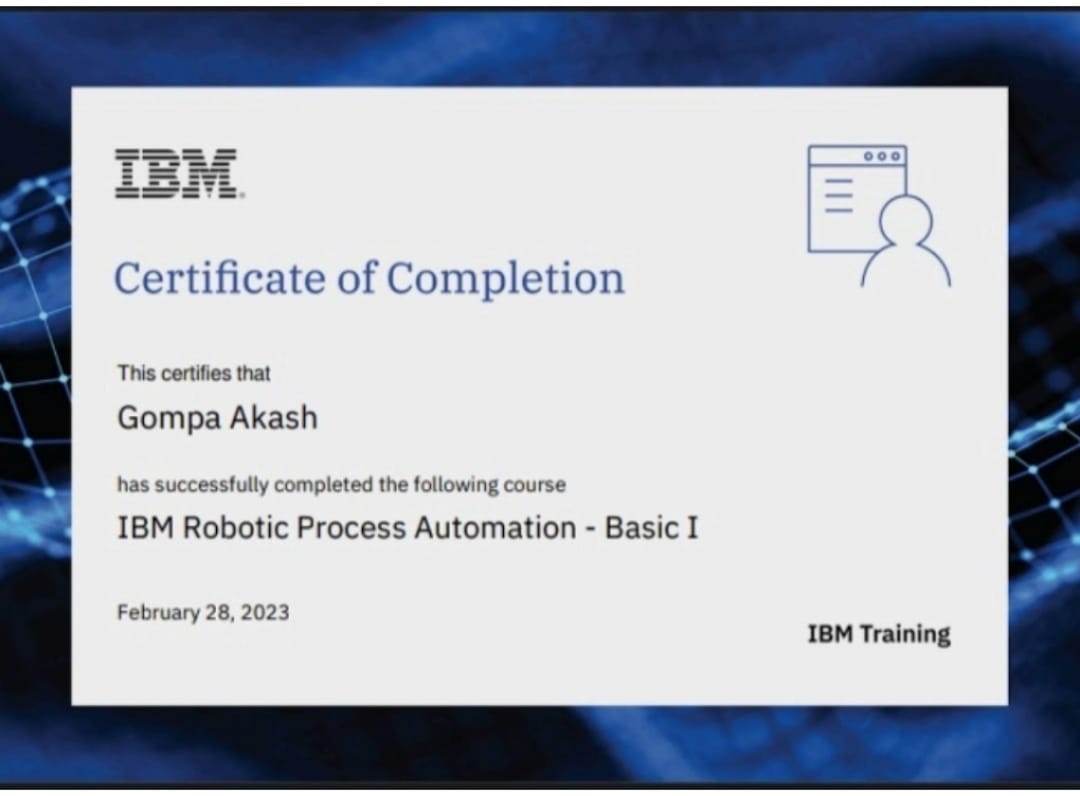 IBM
Certificate of Completion
This certifies that
Gompa Akash
has successfully completed the following course
IBM Robotic Process Automation - Basic I
February 28, 2023
IBM Training